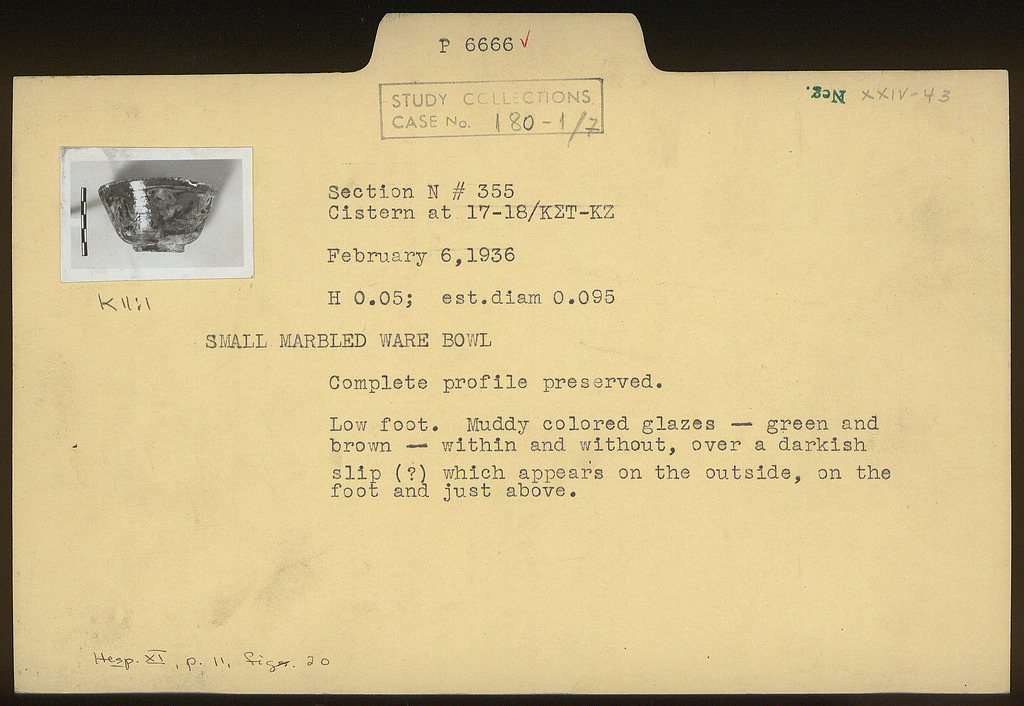 P 6666 ✓
STUDY COLLECTIONS
CASE No. 180-1/7
Neg. XXIV-43
Section N # 355
Cistern at 17-18/ΚΣΤ-ΚΖ
February 6,1936
H 0.05; est.diam 0.095
SMALL MARBLED WARE BOWL
Complete profile preserved.
Low foot. Muddy colored glazes — green and
brown — within and without, over a darkish
slip (?) which appears on the outside, on the
foot and just above.
Hesp. XI, p. 11, 20